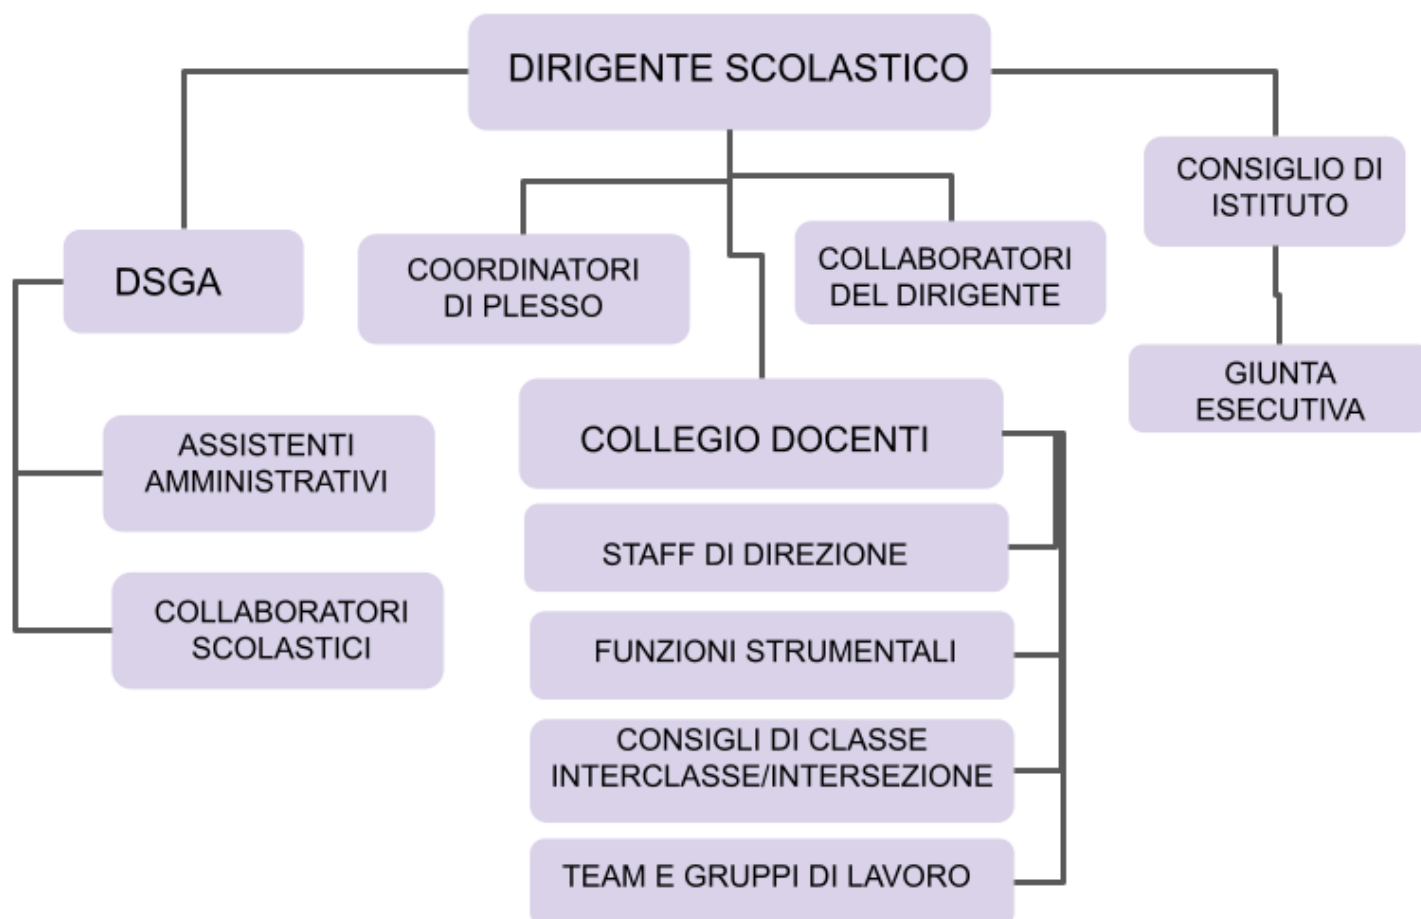 DIRIGENTE SCOLASTICO
CONSIGLIO DI
ISTITUTO
DSGA
COORDINATORI
DI PLESSO
COLLABORATORI
DEL DIRIGENTE
GIUNTA
ESECUTIVA
COLLEGIO DOCENTI
ASSISTENTI
AMMINISTRATIVI
STAFF DI DIREZIONE
COLLABORATORI
SCOLASTICI
FUNZIONI STRUMENTALI
CONSIGLI DI CLASSE
INTERCLASSE/INTERSEZIONE
TEAM E GRUPPI DI LAVORO